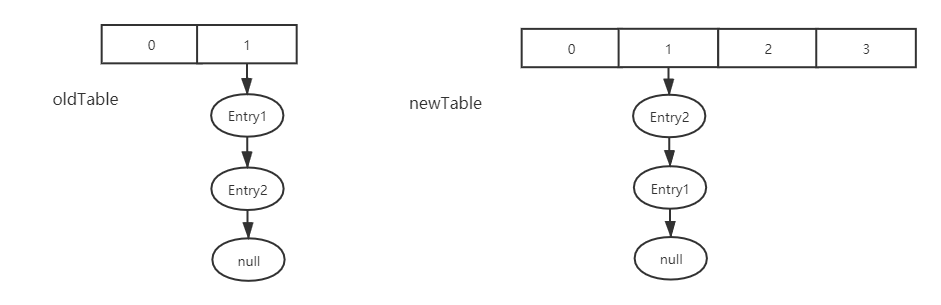 0 1
oldTable
Entry1
Entry2
null
0 1 2 3
newTable
Entry2
Entry1
null